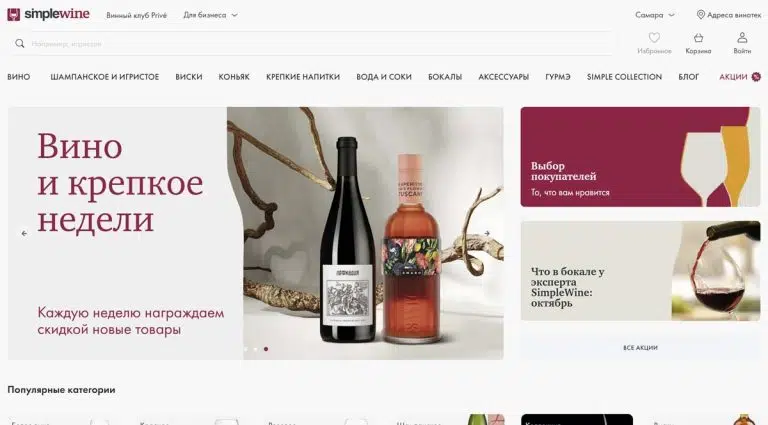 simplewine
Винный клуб Privé
Для бизнеса
Самара
Адреса винотек
Например, игристое
Избранное
Корзина
Войти
ВИНО
ШАМПАНСКОЕ И ИГРИСТОЕ
ВИСКИ
КОНЬЯК
КРЕПКИЕ НАПИТКИ
ВОДА И СОКИ
БОКАЛЫ
АКСЕССУАРЫ
ГУРМЭ
SIMPLE COLLECTION
БЛОГ
АКЦИИ
Вино
и крепкое
недели
Каждую неделю награждаем
скидкой новые товары
TUSCAN
Выбор
покупателей
То, что вам нравится
Что в бокале у
эксперта
SimpleWine:
октябрь
ВСЕ АКЦИИ
Популярные категории